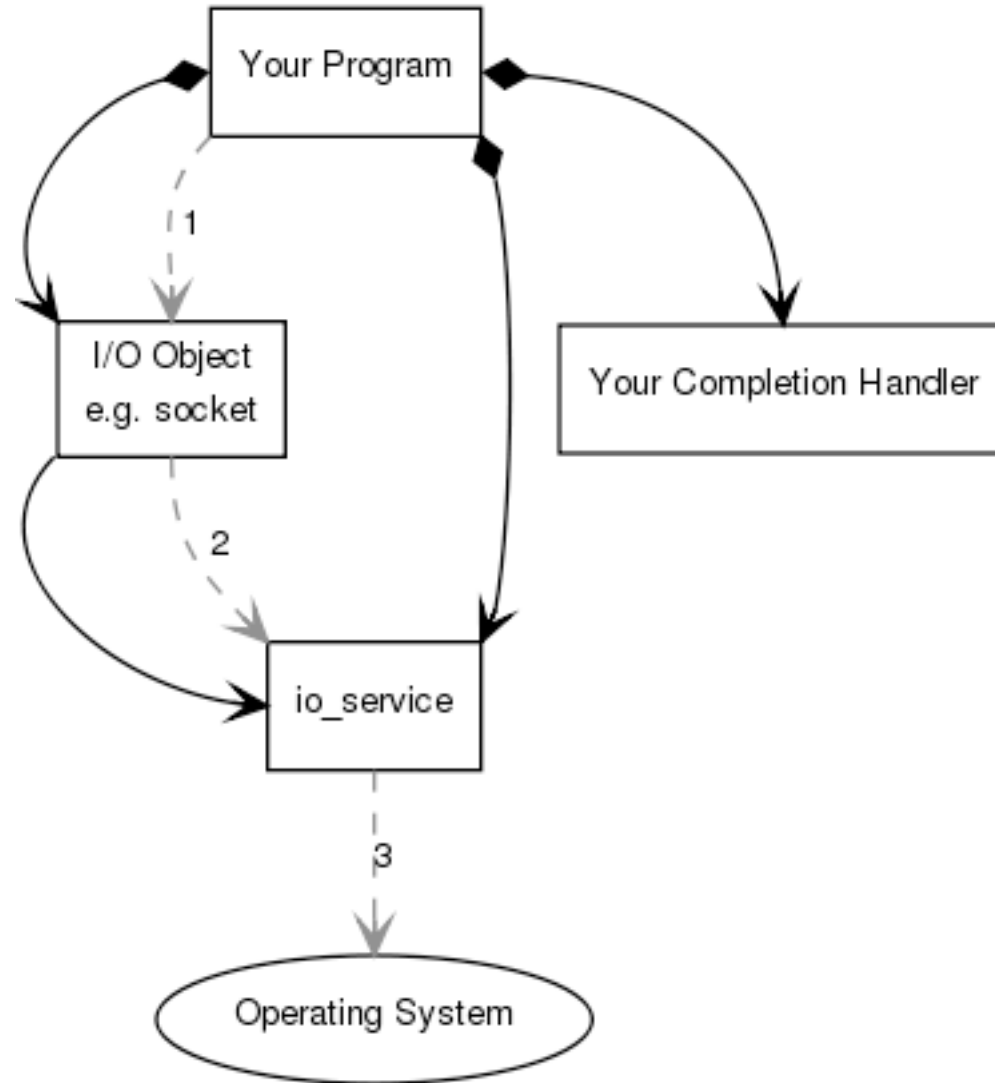 Your Program
1
I/O Object
e.g. socket
Your Completion Handler
2
io_service
3
Operating System